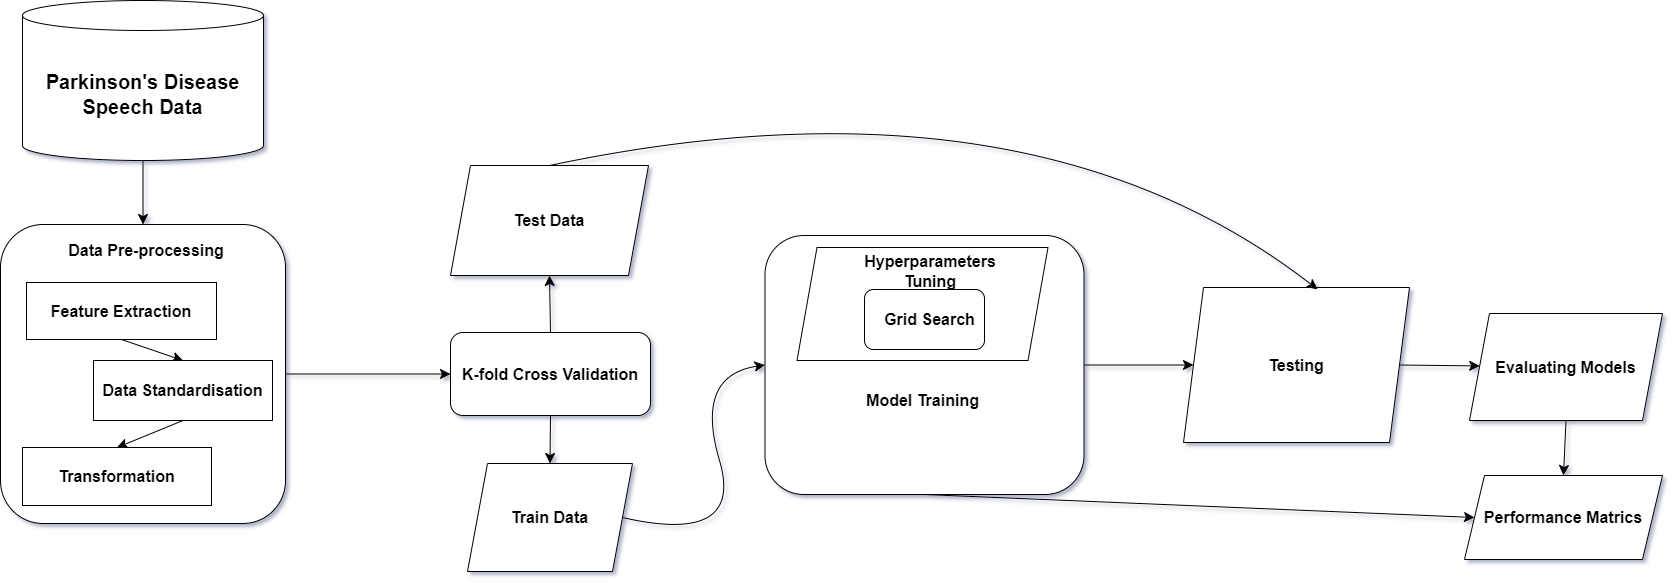 Parkinson's Disease
Speech Data
Data Pre-processing
Feature Extraction
Data Standardisation
Transformation
Test Data
K-fold Cross Validation
Train Data
Hyperparameters
Tuning
Grid Search
Model Training
Testing
Evaluating Models
Performance Matrics